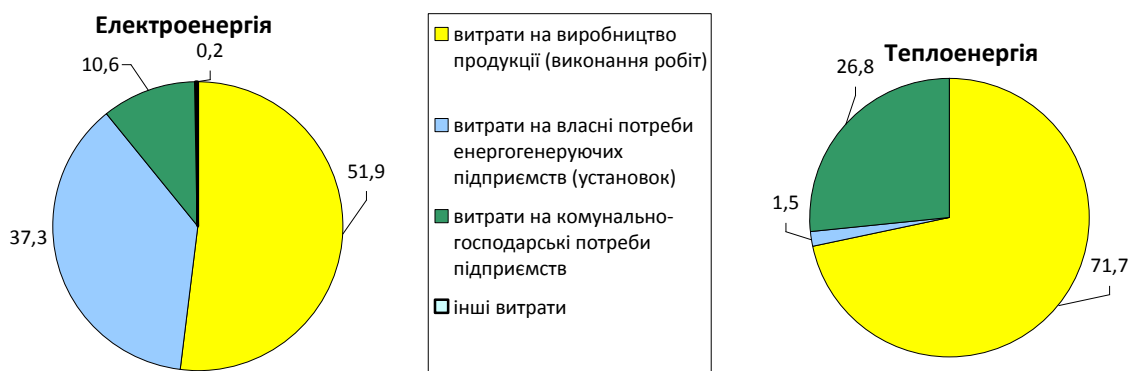 Електроенергія
0,2
10,6
51,9
37,3
витрати на виробництво
продукції (виконання робіт)
витрати на власні потреби
енергогенеруючих
підприємств (установок)
витрати на комунально-
господарські потреби
підприємств
інші витрати
Теплоенергія
26,8
1,5
71,7